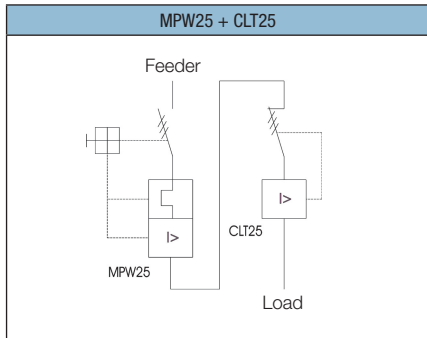 MPW25 + CLT25
Feeder
I>
CLT25
I>
MPW25
Load